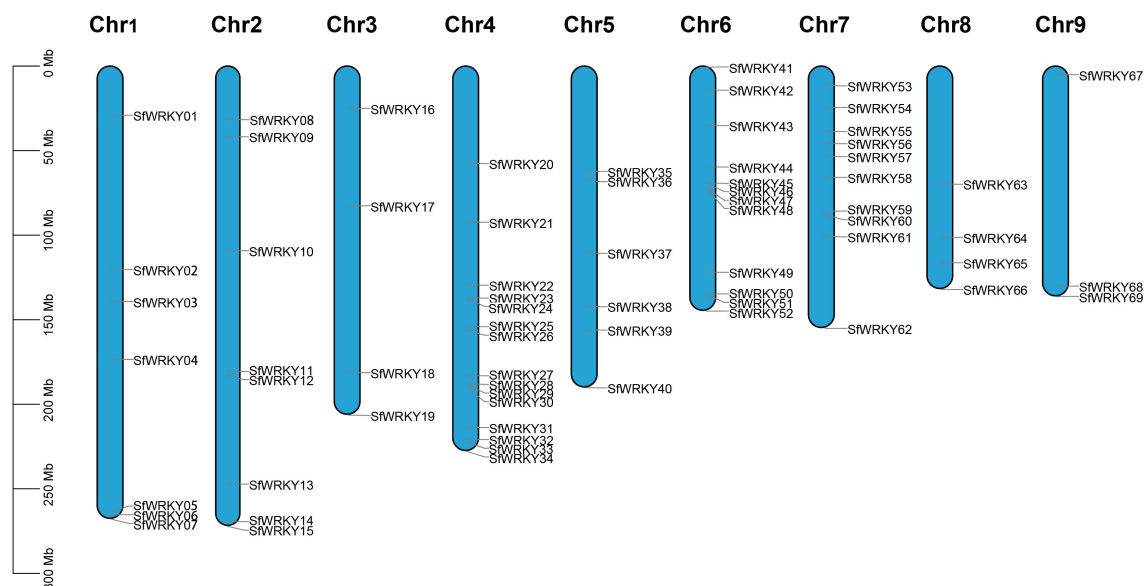 Chr1 Chr2 Chr3 Chr4 Chr5 Chr6 Chr7 Chr8 Chr9
0 Mb
50 Mb
100 Mb
150 Mb
200 Mb
250 Mb
300 Mb
SfWRKY01
SfWRKY02
SfWRKY03
SfWRKY04
SfWRKY05
SfWRKY06
SfWRKY07
SfWRKY08
SfWRKY09
SfWRKY10
SfWRKY11
SfWRKY12
SfWRKY13
SfWRKY14
SfWRKY15
SfWRKY16
SfWRKY17
SfWRKY18
SfWRKY19
SfWRKY20
SfWRKY21
SfWRKY22
SfWRKY23
SfWRKY24
SfWRKY25
SfWRKY26
SfWRKY27
SfWRKY28
SfWRKY29
SfWRKY30
SfWRKY31
SfWRKY32
SfWRKY33
SfWRKY34
SfWRKY35
SfWRKY36
SfWRKY37
SfWRKY38
SfWRKY39
SfWRKY40
SfWRKY41
SfWRKY42
SfWRKY43
SfWRKY44
SfWRKY45
SfWRKY46
SfWRKY47
SfWRKY48
SfWRKY49
SfWRKY50
SfWRKY51
SfWRKY52
SfWRKY53
SfWRKY54
SfWRKY55
SfWRKY56
SfWRKY57
SfWRKY58
SfWRKY59
SfWRKY60
SfWRKY61
SfWRKY62
SfWRKY63
SfWRKY64
SfWRKY65
SfWRKY66
SfWRKY67
SfWRKY68
SfWRKY69